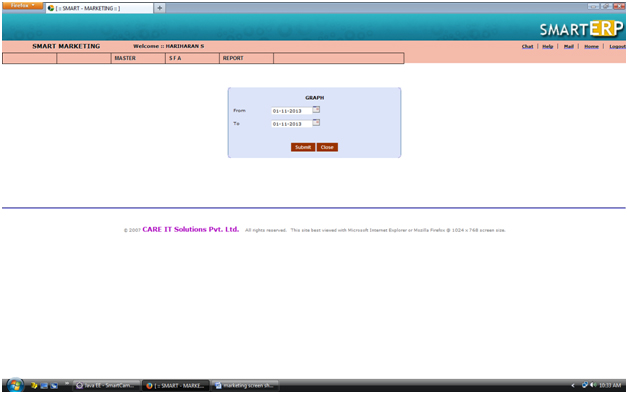 Firefox
[ :: SMART - MARKETING :: ]
SMARTERP
SMART MARKETING Welcome :: HARIHARAN S Chat | Help | Mail | Home | Logout
MASTER S F A REPORT
GRAPH
From 01-11-2013
To 01-11-2013
Submit Close
© 2007 CARE IT Solutions Pvt. Ltd. All rights reserved. This site best viewed with Microsoft Internet Explorer or Mozilla Firefox @ 1024 x 768 screen size.
Java EE - SmartCam... [ :: SMART - MARKE... marketing screen sh... 10:33 AM